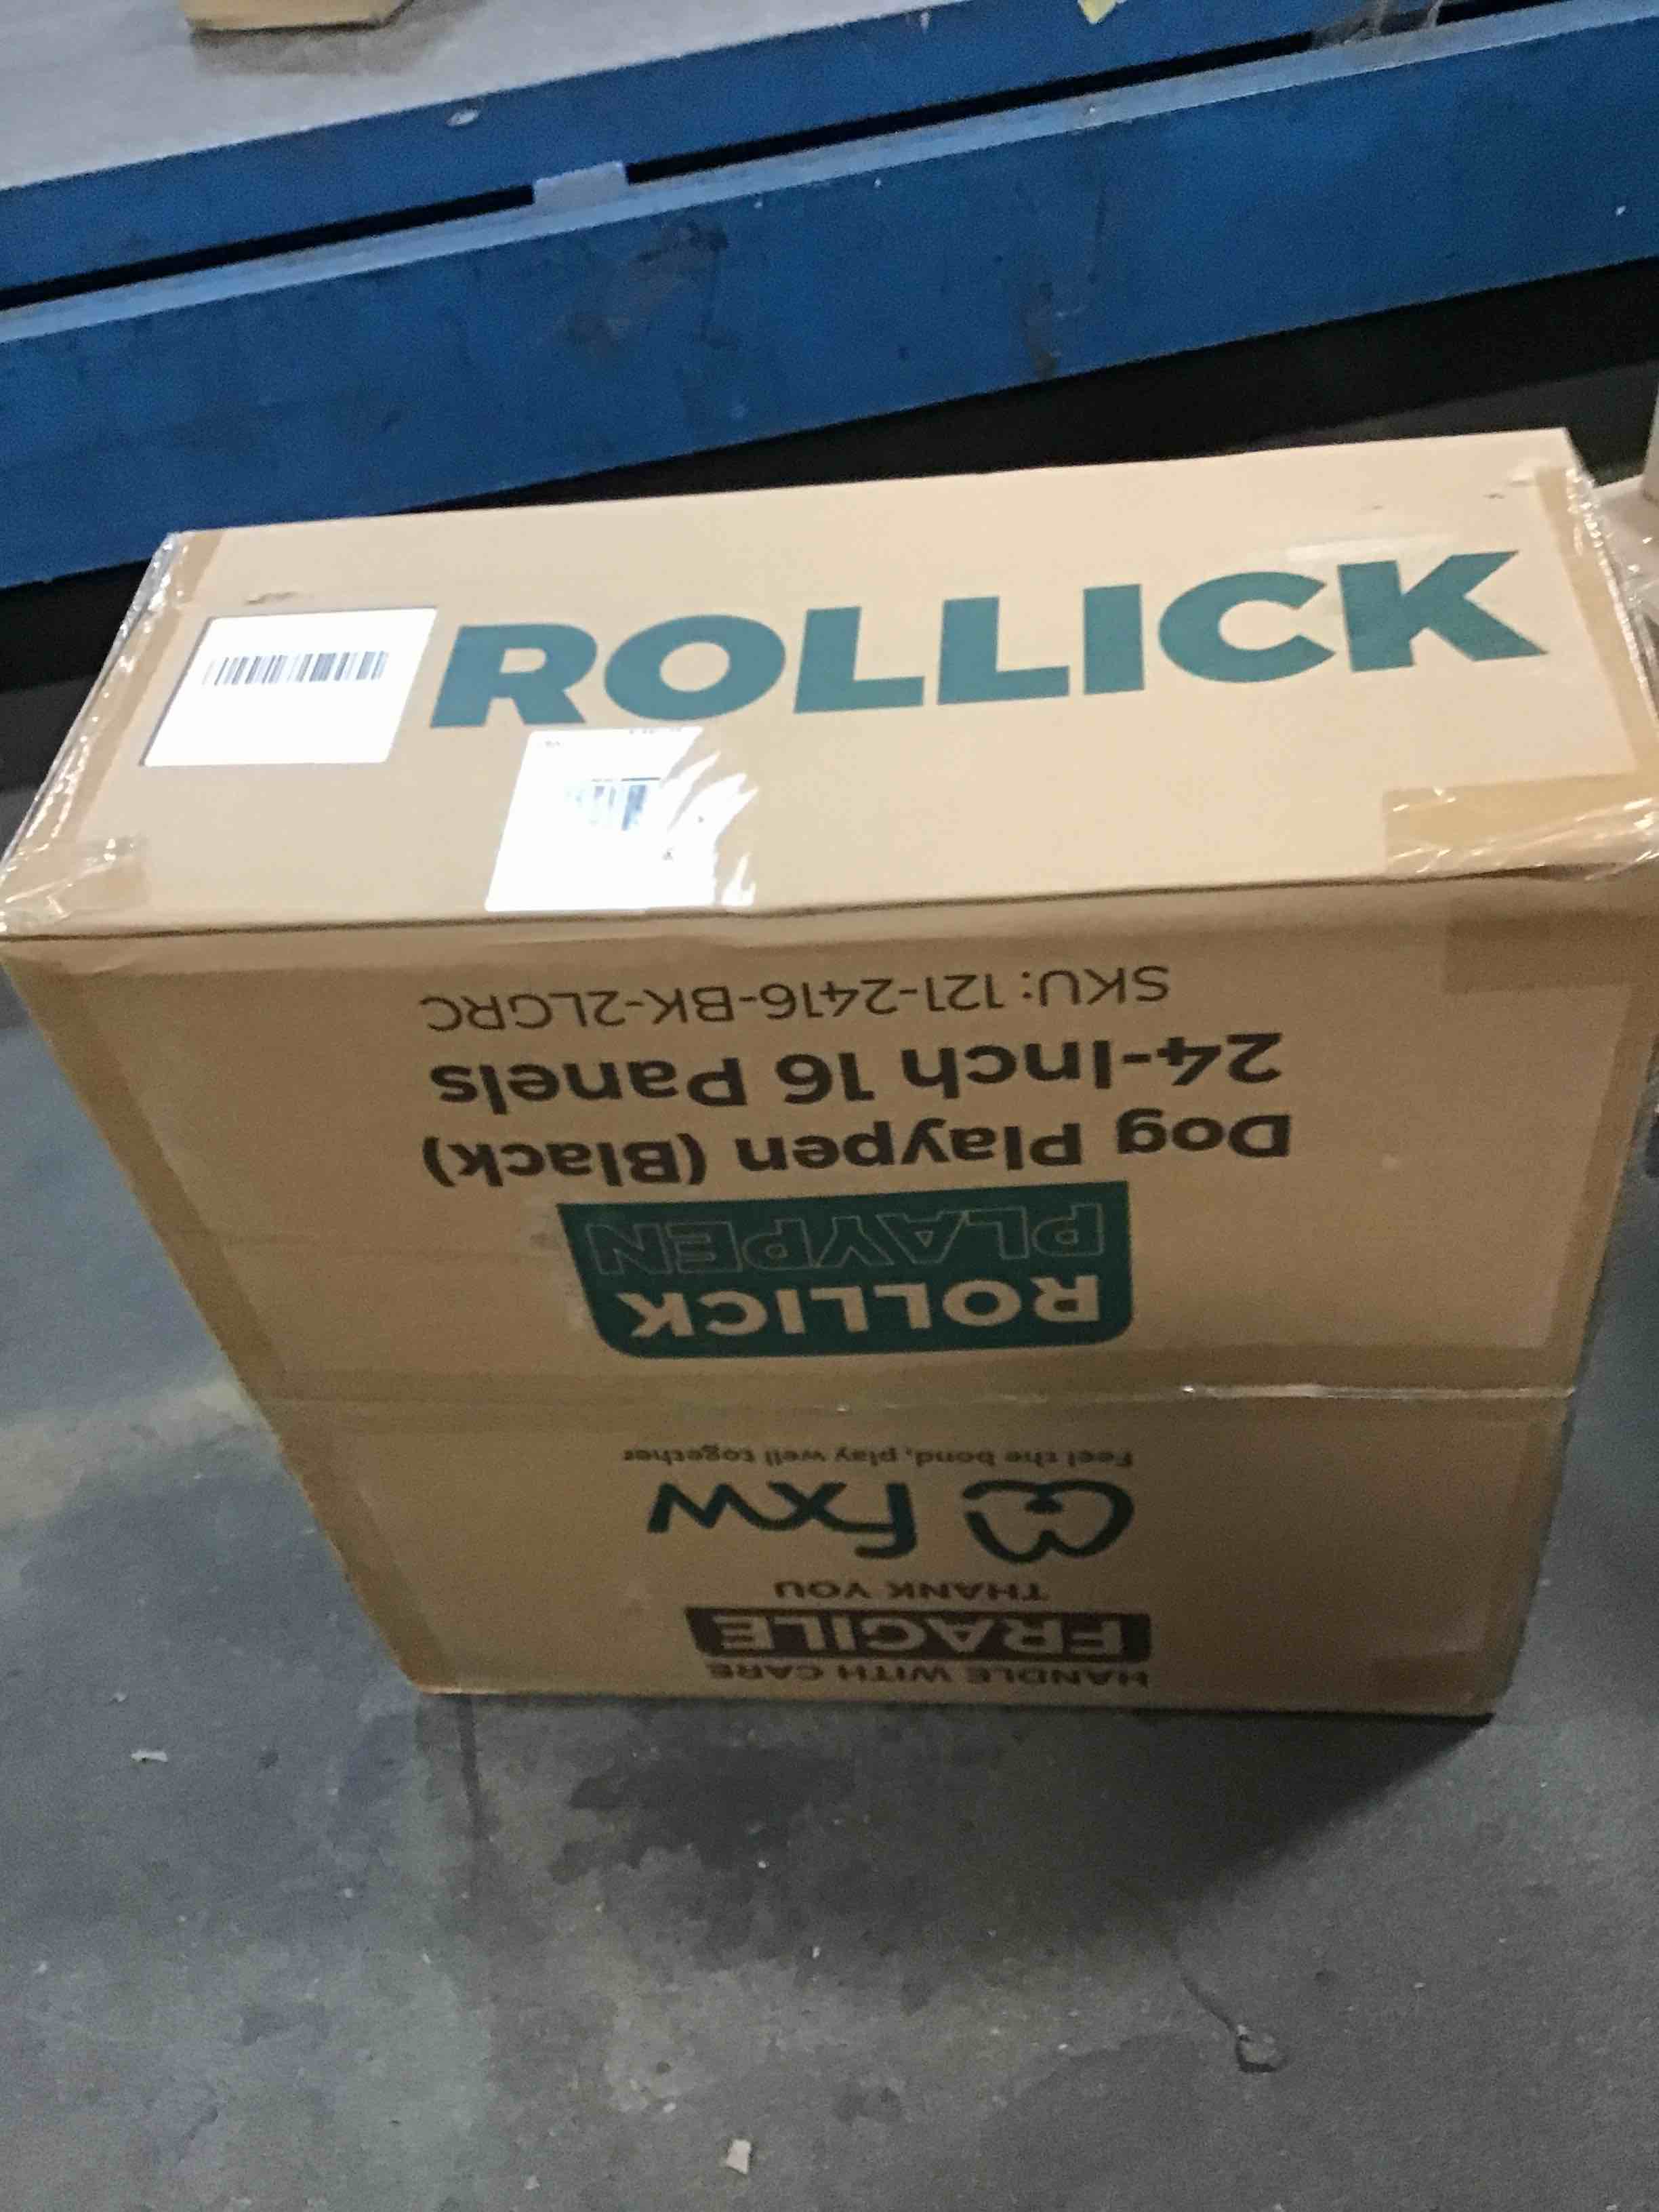 ROLLICK
HANDLE WITH CARE
FRAGILE
THANK YOU
fxw
Feel the bond, play well together
ROLLICK
PLAYPEN
Dog Playpen (Black)
24-Inch 16 Panels
SKU: 121-2416-BK-2LGRC